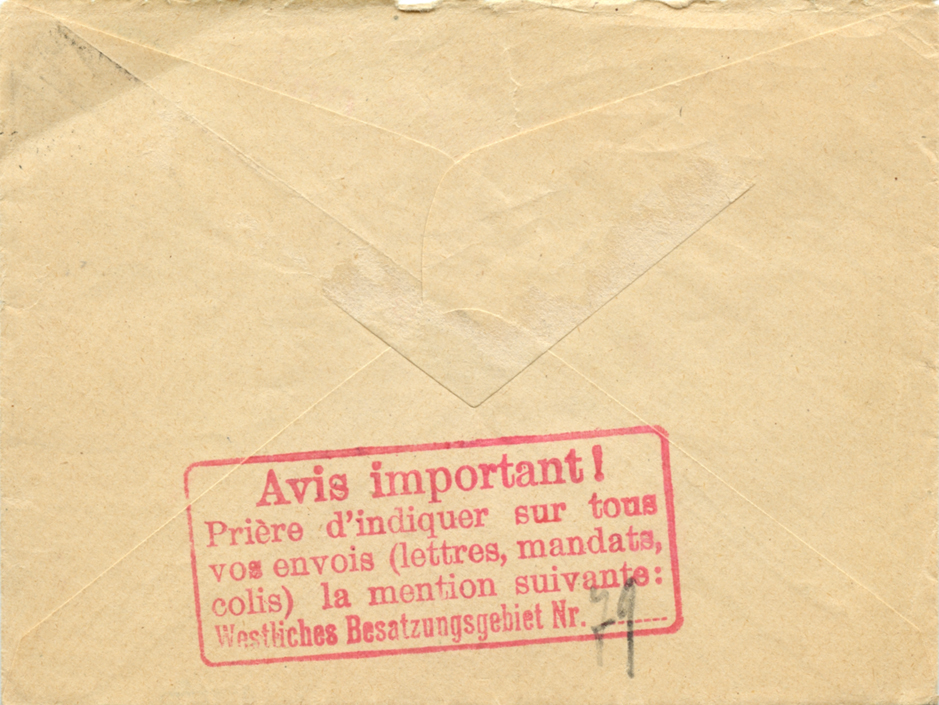 Avis important!
Prière d'indiquer sur tous
vos envois (lettres, mandats,
colis) la mention suivante:
Westliches Besatzungsgebiet Nr. 79